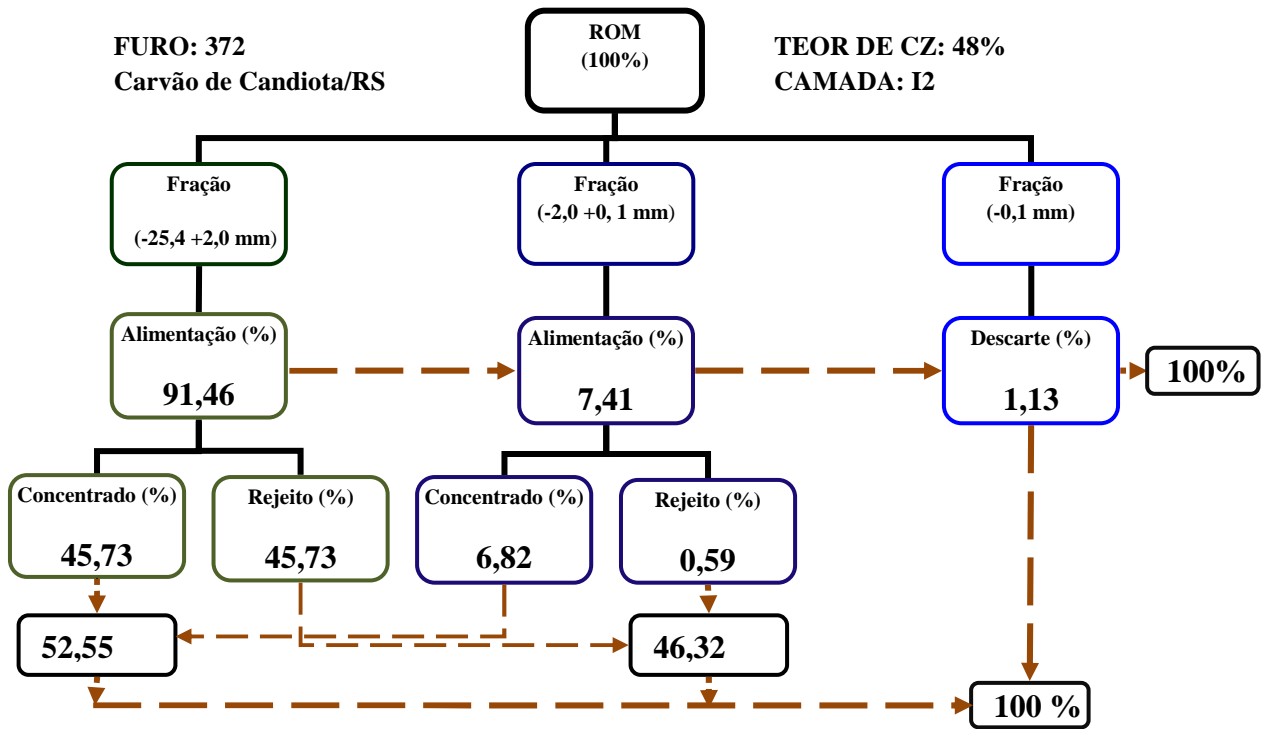 FURO: 372
Carvão de Candiota/RS
ROM
(100%)
TEOR DE CZ: 48%
CAMADA: I2
Fração
(-25,4 +2,0 mm)
Fração
(-2,0 +0, 1 mm)
Fração
(-0,1 mm)
Alimentação (%)
91,46
Alimentação (%)
7,41
Descarte (%)
1,13
100%
Concentrado (%)
45,73
Rejeito (%)
45,73
Concentrado (%)
6,82
Rejeito (%)
0,59
52,55
46,32
100 %